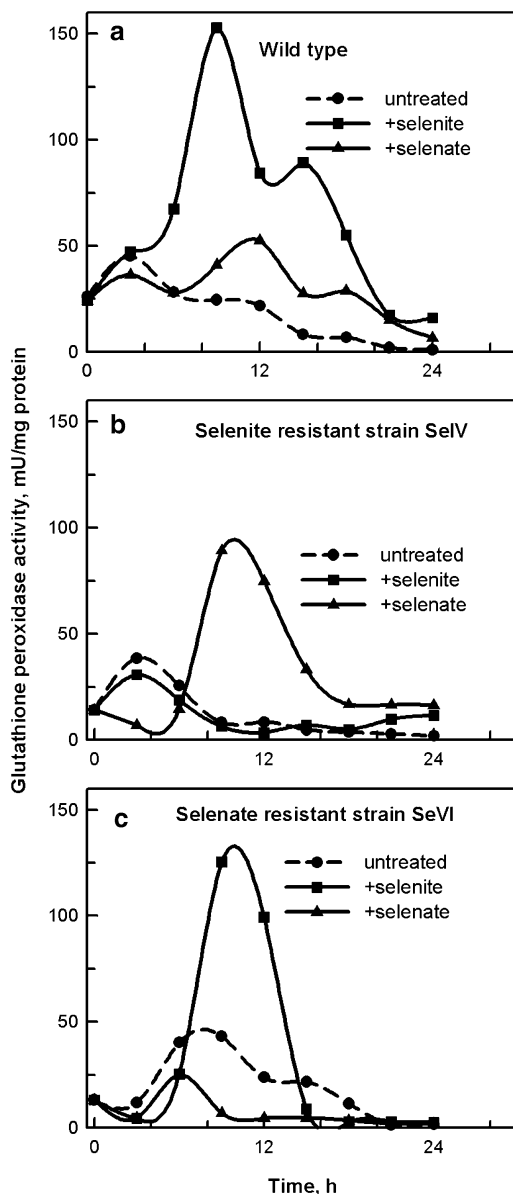 a
Wild type
untreated
+selenite
+selenate
150
100
50
0
0
12
24
b
Selenite resistant strain SeIV
untreated
+selenite
+selenate
150
100
50
0
0
12
24
c
Selenate resistant strain SeVI
untreated
+selenite
+selenate
150
100
50
0
0
12
24
Glutathione peroxidase activity, mU/mg protein
Time, h